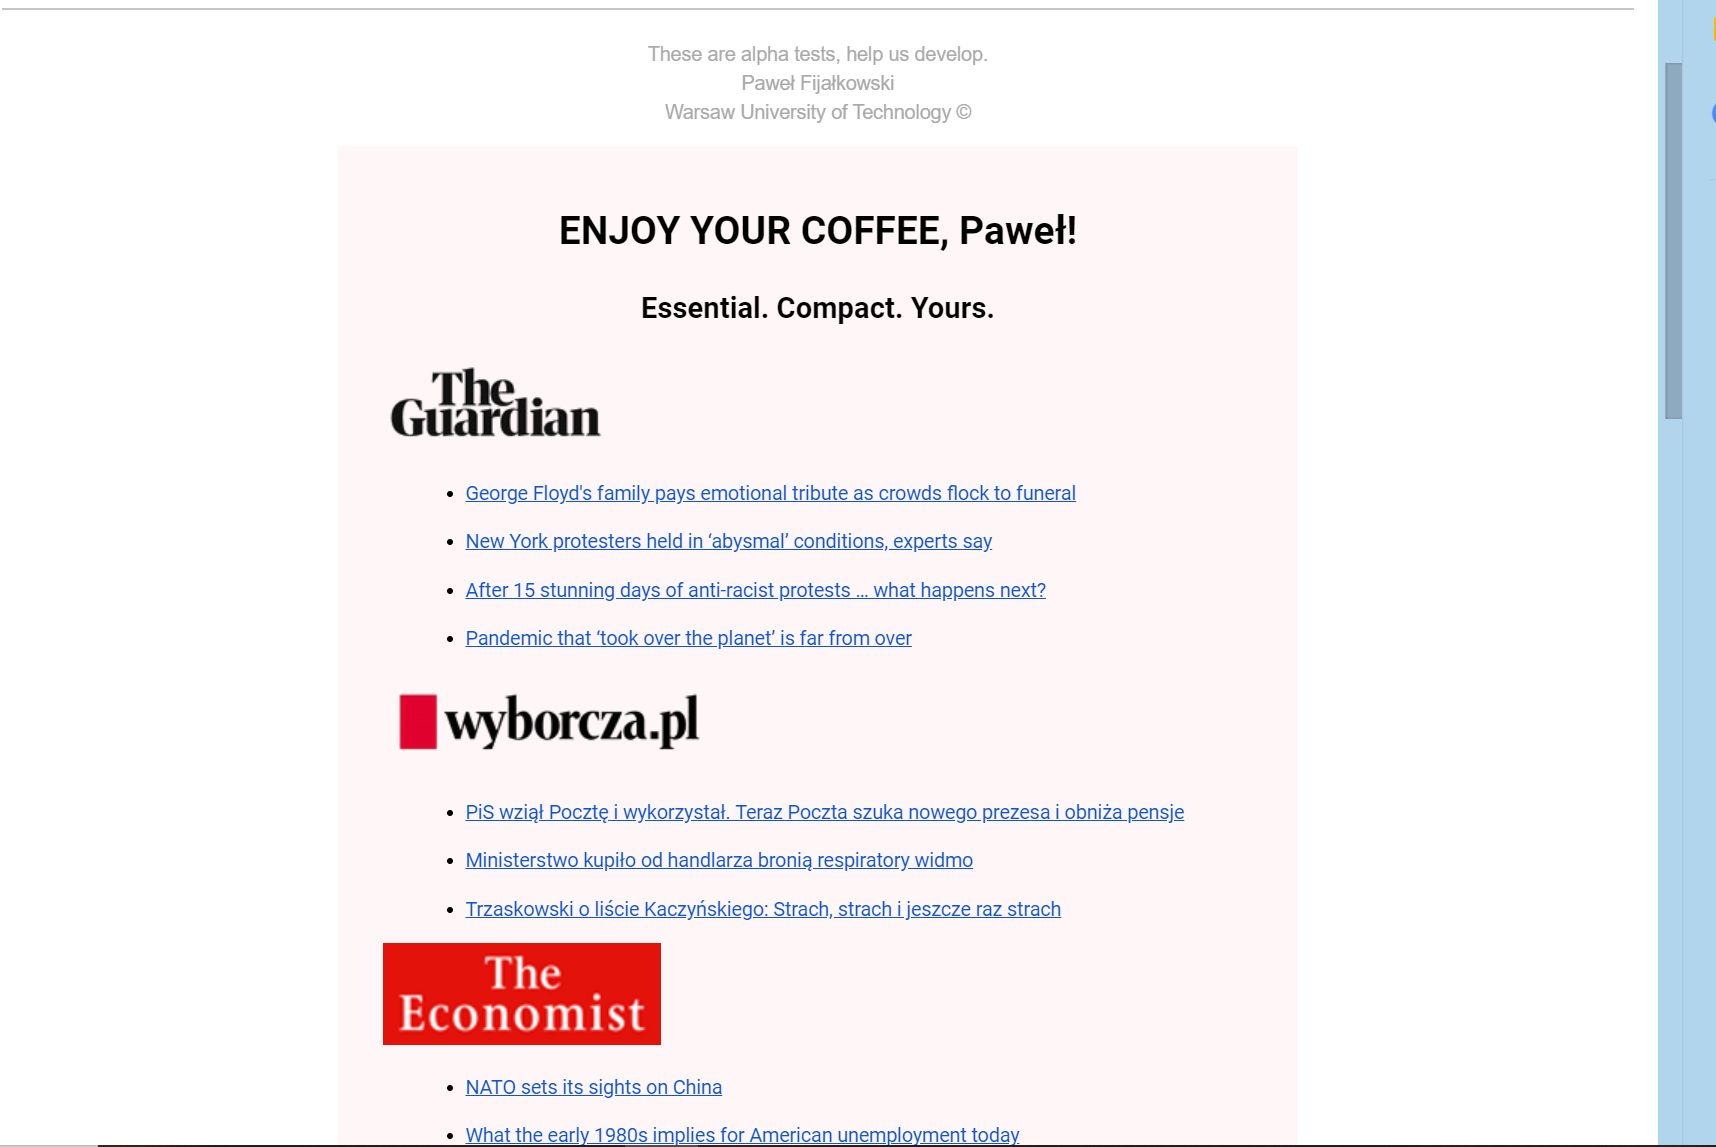 These are alpha tests, help us develop.
Paweł Fijałkowski
Warsaw University of Technology ©
ENJOY YOUR COFFEE, Paweł!
Essential. Compact. Yours.
The
Guardian
George Floyd's family pays emotional tribute as crowds flock to funeral
New York protesters held in ‘abysmal’ conditions, experts say
After 15 stunning days of anti-racist protests ... what happens next?
Pandemic that ‘took over the planet’ is far from over
wyborcza.pl
PiS wziął Pocztę i wykorzystał. Teraz Poczta szuka nowego prezesa i obniża pensje
Ministerstwo kupiło od handlarza bronią respiratory widmo
Trzaskowski o liście Kaczyńskiego: Strach, strach i jeszcze raz strach
The
Economist
NATO sets its sights on China
What the early 1980s implies for American unemployment today